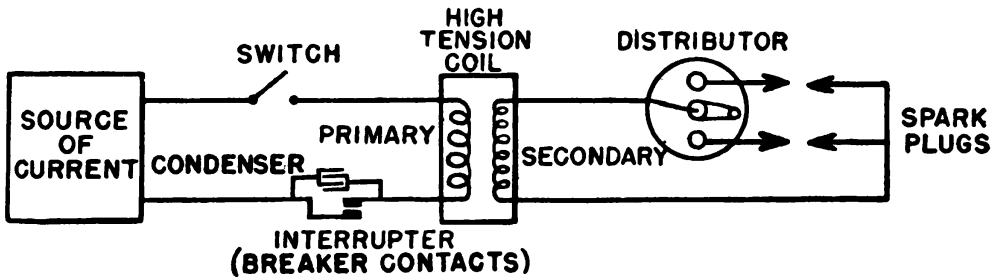 HIGH
TENSION
COIL
DISTRIBUTOR
SWITCH
SOURCE
OF
CURRENT
PRIMARY
SECONDARY
SPARK
PLUGS
CONDENSER
INTERRUPTER
(BREAKER CONTACTS)